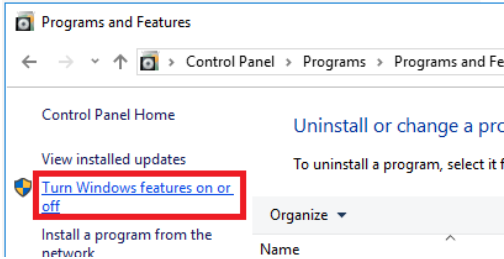 Programs and Features
Control Panel > Programs > Programs and Fe
Control Panel Home
Uninstall or change a pro
View installed updates
To uninstall a program, select it f
Turn Windows features on or
off
Organize
Install a program from the
network
Name